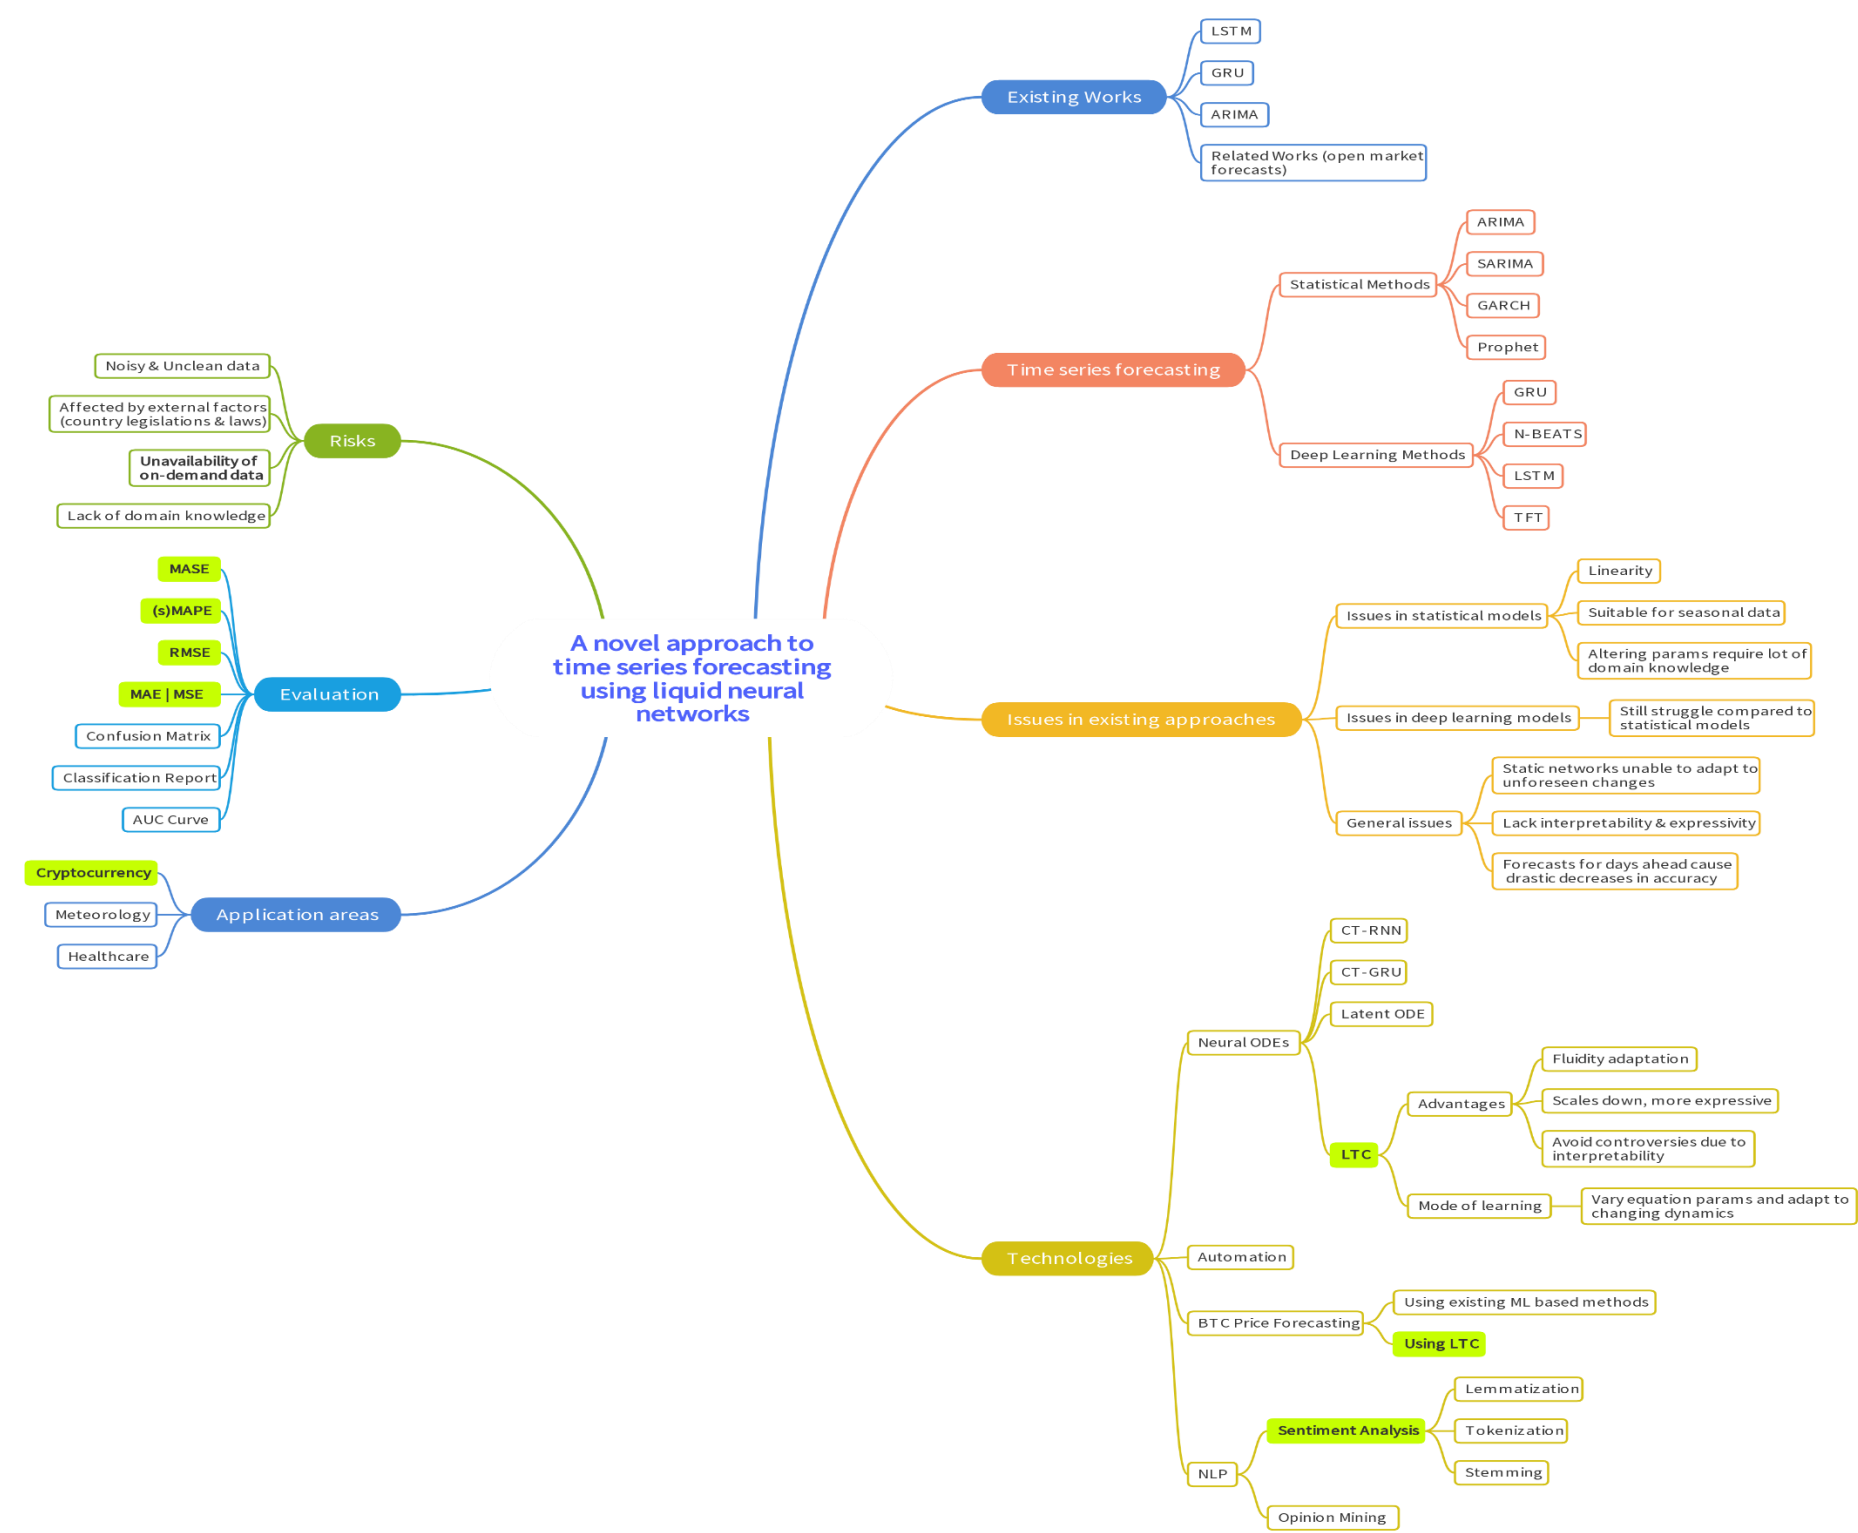 A novel approach to
time series forecasting
using liquid neural
networks
Existing Works
LSTM
GRU
ARIMA
Related Works (open market
forecasts)
Time series forecasting
Statistical Methods
ARIMA
SARIMA
GARCH
Prophet
Deep Learning Methods
GRU
N-BEATS
LSTM
TFT
Issues in existing approaches
Issues in statistical models
Linearity
Suitable for seasonal data
Altering params require lot of
domain knowledge
Issues in deep learning models
Still struggle compared to
statistical models
General issues
Static networks unable to adapt to
unforeseen changes
Lack interpretability & expressivity
Forecasts for days ahead cause
drastic decreases in accuracy
Technologies
Neural ODEs
CT-RNN
CT-GRU
Latent ODE
LTC
Advantages
Fluidity adaptation
Scales down, more expressive
Avoid controversies due to
interpretability
Mode of learning
Vary equation params and adapt to
changing dynamics
Automation
BTC Price Forecasting
Using existing ML based methods
Using LTC
NLP
Sentiment Analysis
Lemmatization
Tokenization
Stemming
Opinion Mining
Risks
Noisy & Unclean data
Affected by external factors
(country legislations & laws)
Unavailability of
on-demand data
Lack of domain knowledge
Evaluation
MASE
(s)MAPE
RMSE
MAE | MSE
Confusion Matrix
Classification Report
AUC Curve
Application areas
Cryptocurrency
Meteorology
Healthcare